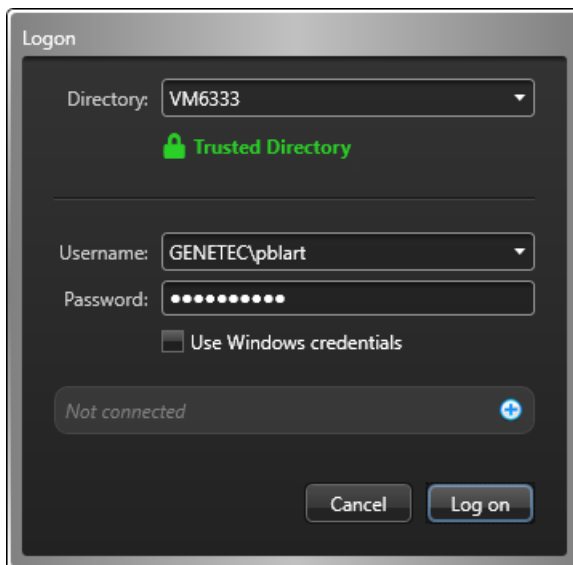 Logon
Directory: VM6333
Trusted Directory
Username: GENETEC\pblart
Password: ●●●●●●●●●●
Use Windows credentials
Not connected
Cancel Log on